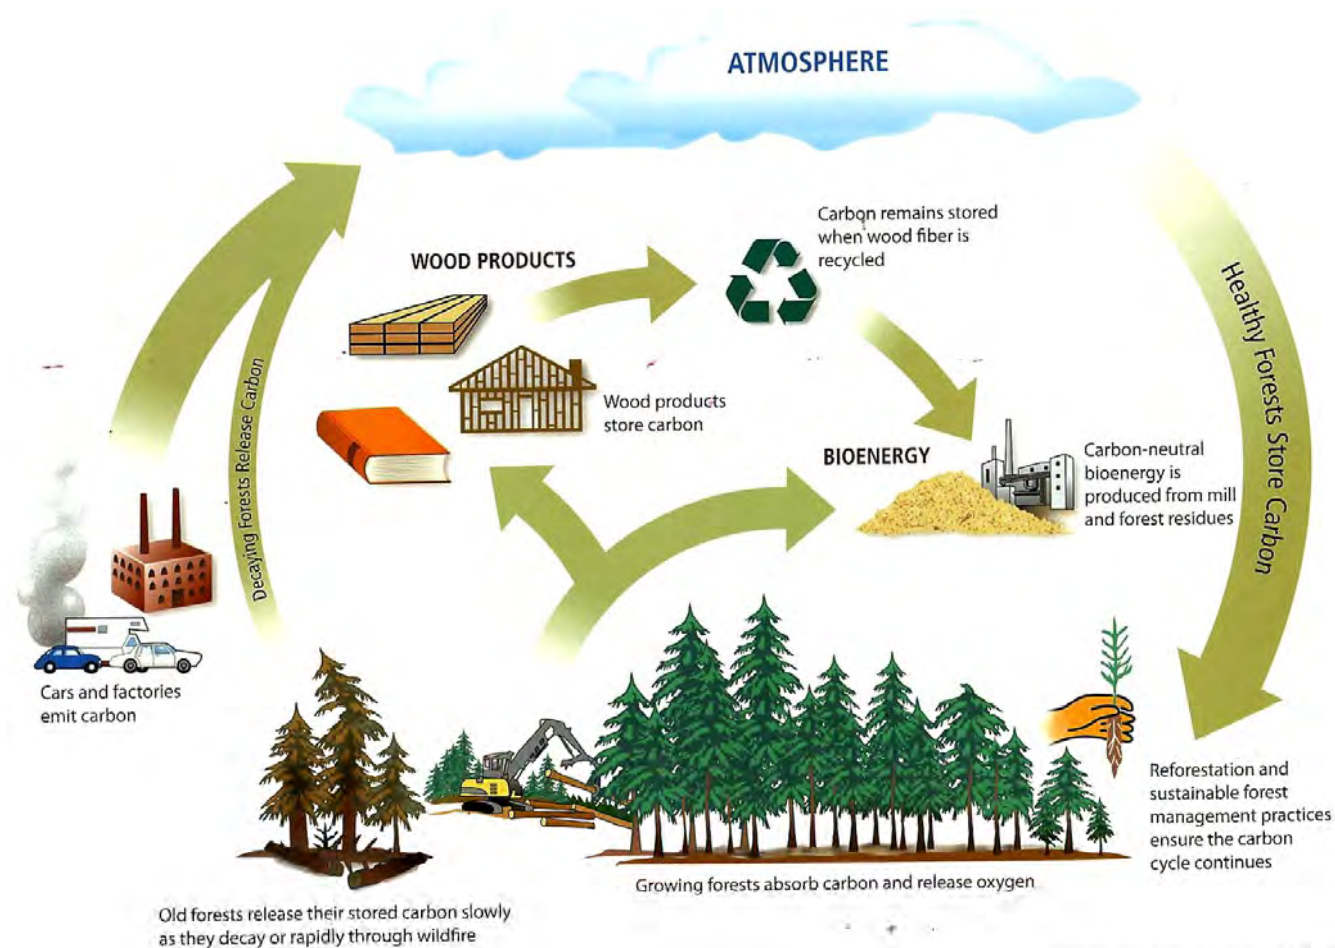 ATMOSPHERE
Carbon remains stored
when wood fiber is
recycled
WOOD PRODUCTS
Healthy Forests Store Carbon
Decaying Forests Release Carbon
Wood products
store carbon
BIOENERGY
Carbon-neutral
bioenergy is
produced from mill
and forest residues
Cars and factories
emit carbon
Reforestation and
sustainable forest
management practices
ensure the carbon
cycle continues
Growing forests absorb carbon and release oxygen
Old forests release their stored carbon slowly
as they decay or rapidly through wildfire